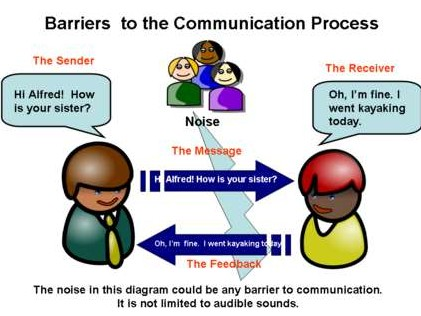 Barriers  to the Communication Process
The Sender
The Receiver
Hi Alfred!  How
is your sister?
Oh, I'm fine. I
went kayaking
today.
Noise
The Message
Hi Alfred! How is your sister?
Oh, I'm  fine.  I went kayaking today.
The Feedback
The noise in this diagram could be any barrier to communication.
It is not limited to audible sounds.